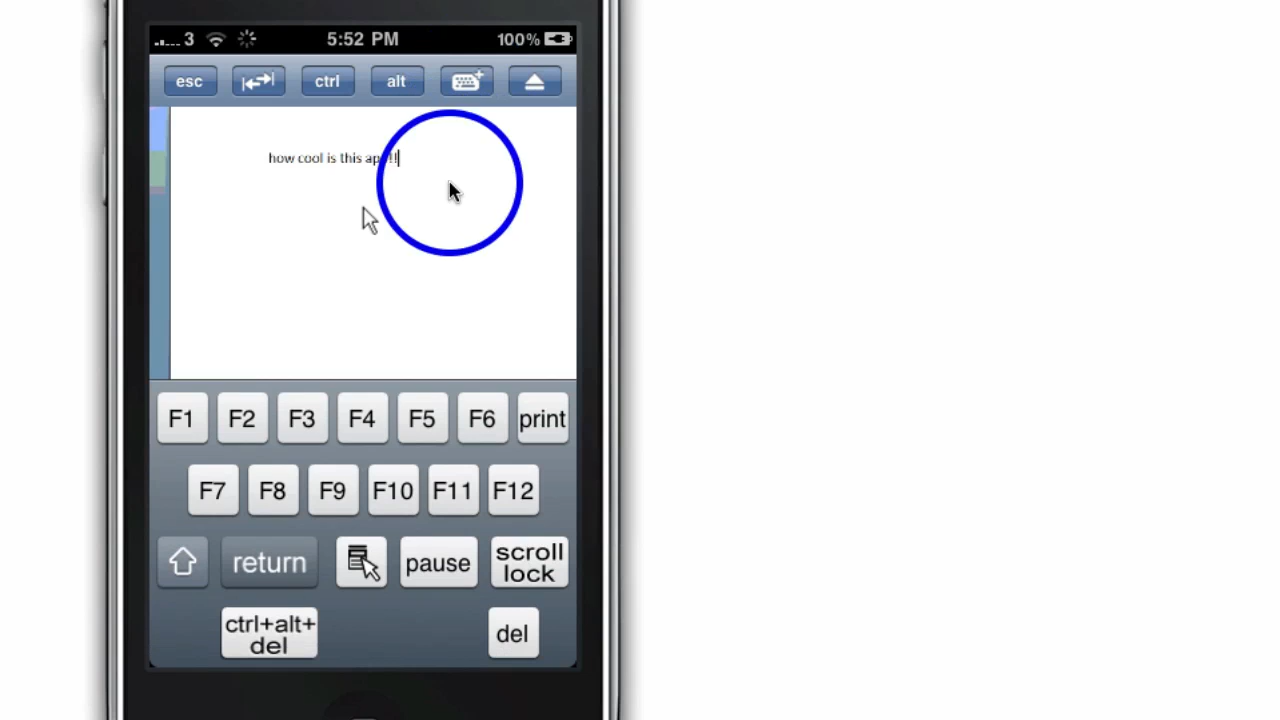 3 5:52 PM 100%
esc ctrl alt
how cool is this app!!
F1 F2 F3 F4 F5 F6 print
F7 F8 F9 F10 F11 F12
return pause scroll lock
ctrl+alt+del del